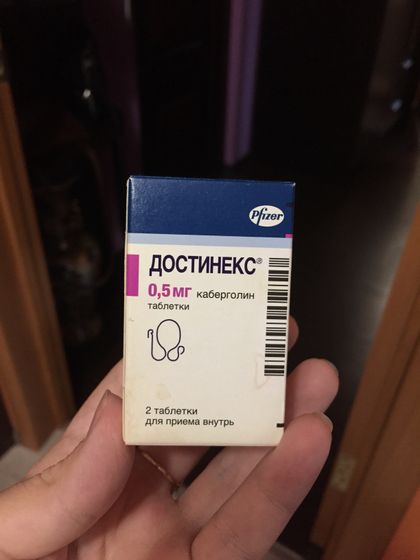 Pfizer
ДОСТИНЕКС®
0,5 мг каберголин
таблетки
2 таблетки
для приема внутрь